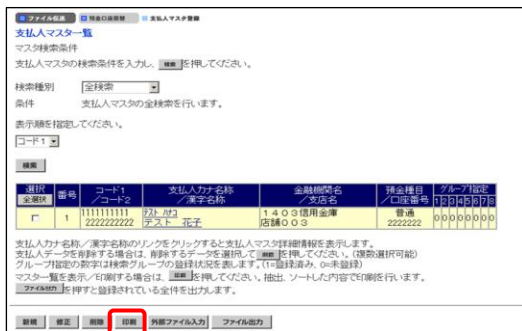 ファイル伝送 預金口座振替 支払人マスタ登録
支払人マスター覧
マスタ検索条件
支払人マスタの検索条件を入力し、 検索 を押してください。
検索種別 全検索
条件 支払人マスタの全検索を行います。
表示順を指定してください。
コード1
検索
選択 番号 コード1 支払人カナ名称 金融機関名 預金種目 グループ指定
全選択 /コード2 /漢字名称 /支店名 /口座番号 1 2 3 4 5 6 7 8
1 1111111111 テスト ハナコ 1403信用金庫 普通 0 0 0 0 0 0 0 0
2222222222 テスト 花子 店舗003 2222222
支払人カナ名称/漢字名称のリンクをクリックすると支払人マスタ詳細情報を表示します。
支払人データを削除する場合は、削除するデータを選択して 削除 を押してください。(複数選択可能)
グループ指定の数字は検索グループの登録状況を表します。(1=登録済み、0=未登録)
マスター覧を表示/印刷する場合は、 印刷 を押してください。抽出、ソートした内容で印刷を行います。
ファイル出力 を押すと登録されている全件を出力します。
新規 修正 削除 印刷 外部ファイル入力 ファイル出力